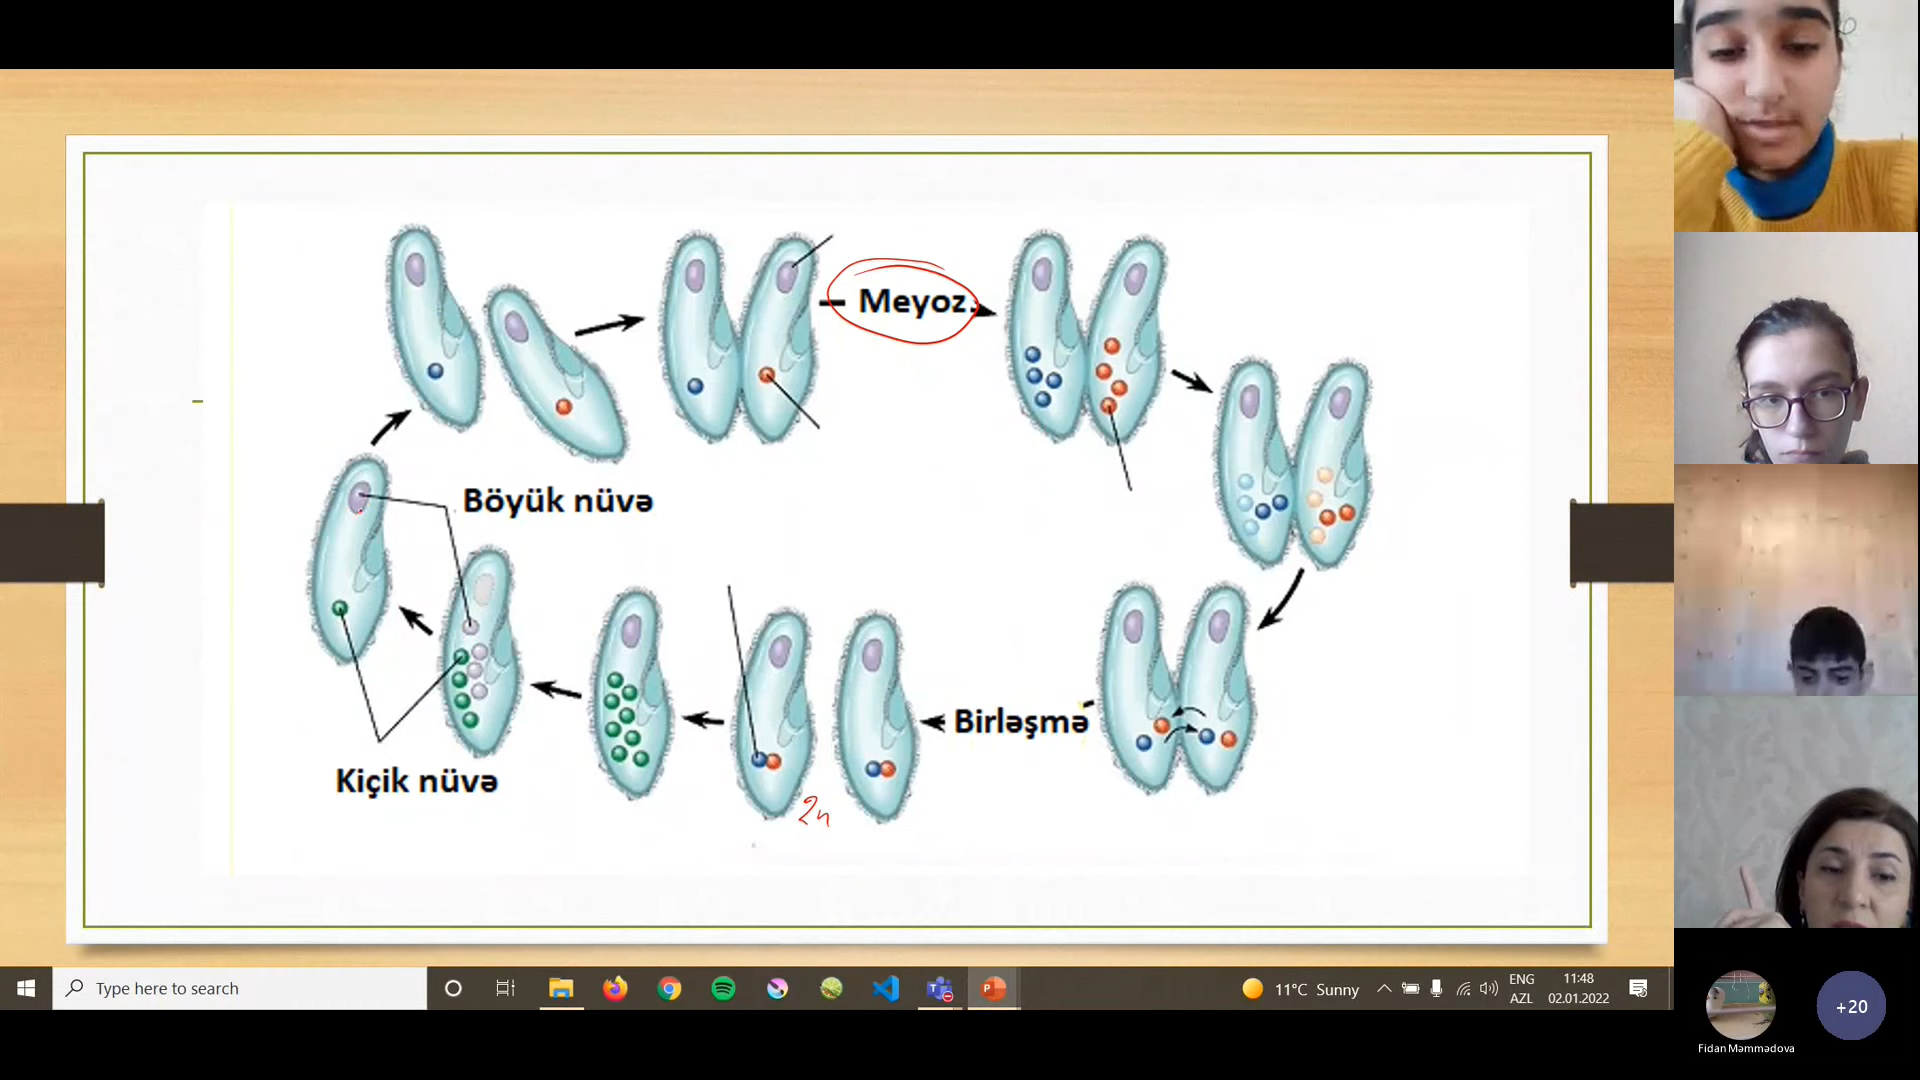 Meyoz
Böyük nüvə
Birləşmə
Kiçik nüvə
2n
Type here to search
11°C Sunny
ENG
AZL
11:48
02.01.2022
+20
Fidan Məmmədova